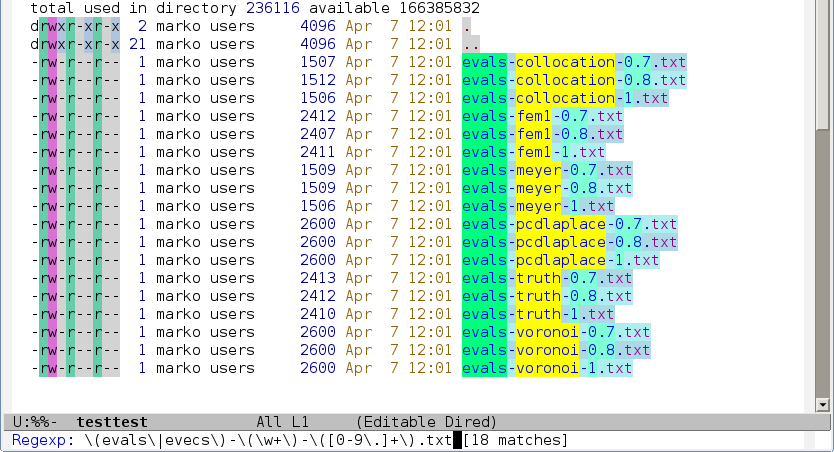 total used in directory 236116 available 166385832
drwxr-xr-x  2 marko users     4096 Apr  7 12:01 .
drwxr-xr-x 21 marko users     4096 Apr  7 12:01 ..
-rw-r--r--  1 marko users     1507 Apr  7 12:01 evals-collocation-0.7.txt
-rw-r--r--  1 marko users     1512 Apr  7 12:01 evals-collocation-0.8.txt
-rw-r--r--  1 marko users     1506 Apr  7 12:01 evals-collocation-1.txt
-rw-r--r--  1 marko users     2412 Apr  7 12:01 evals-fem1-0.7.txt
-rw-r--r--  1 marko users     2407 Apr  7 12:01 evals-fem1-0.8.txt
-rw-r--r--  1 marko users     2411 Apr  7 12:01 evals-fem1-1.txt
-rw-r--r--  1 marko users     1509 Apr  7 12:01 evals-meyer-0.7.txt
-rw-r--r--  1 marko users     1509 Apr  7 12:01 evals-meyer-0.8.txt
-rw-r--r--  1 marko users     1506 Apr  7 12:01 evals-meyer-1.txt
-rw-r--r--  1 marko users     2600 Apr  7 12:01 evals-pcdlaplace-0.7.txt
-rw-r--r--  1 marko users     2600 Apr  7 12:01 evals-pcdlaplace-0.8.txt
-rw-r--r--  1 marko users     2600 Apr  7 12:01 evals-pcdlaplace-1.txt
-rw-r--r--  1 marko users     2413 Apr  7 12:01 evals-truth-0.7.txt
-rw-r--r--  1 marko users     2412 Apr  7 12:01 evals-truth-0.8.txt
-rw-r--r--  1 marko users     2410 Apr  7 12:01 evals-truth-1.txt
-rw-r--r--  1 marko users     2600 Apr  7 12:01 evals-voronoi-0.7.txt
-rw-r--r--  1 marko users     2600 Apr  7 12:01 evals-voronoi-0.8.txt
-rw-r--r--  1 marko users     2600 Apr  7 12:01 evals-voronoi-1.txt
U:%%-  testtest            All L1     (Editable Dired)
Regexp: \(evals\|evecs\)-\(\w+\)-\([0-9\.]+\).txt [18 matches]